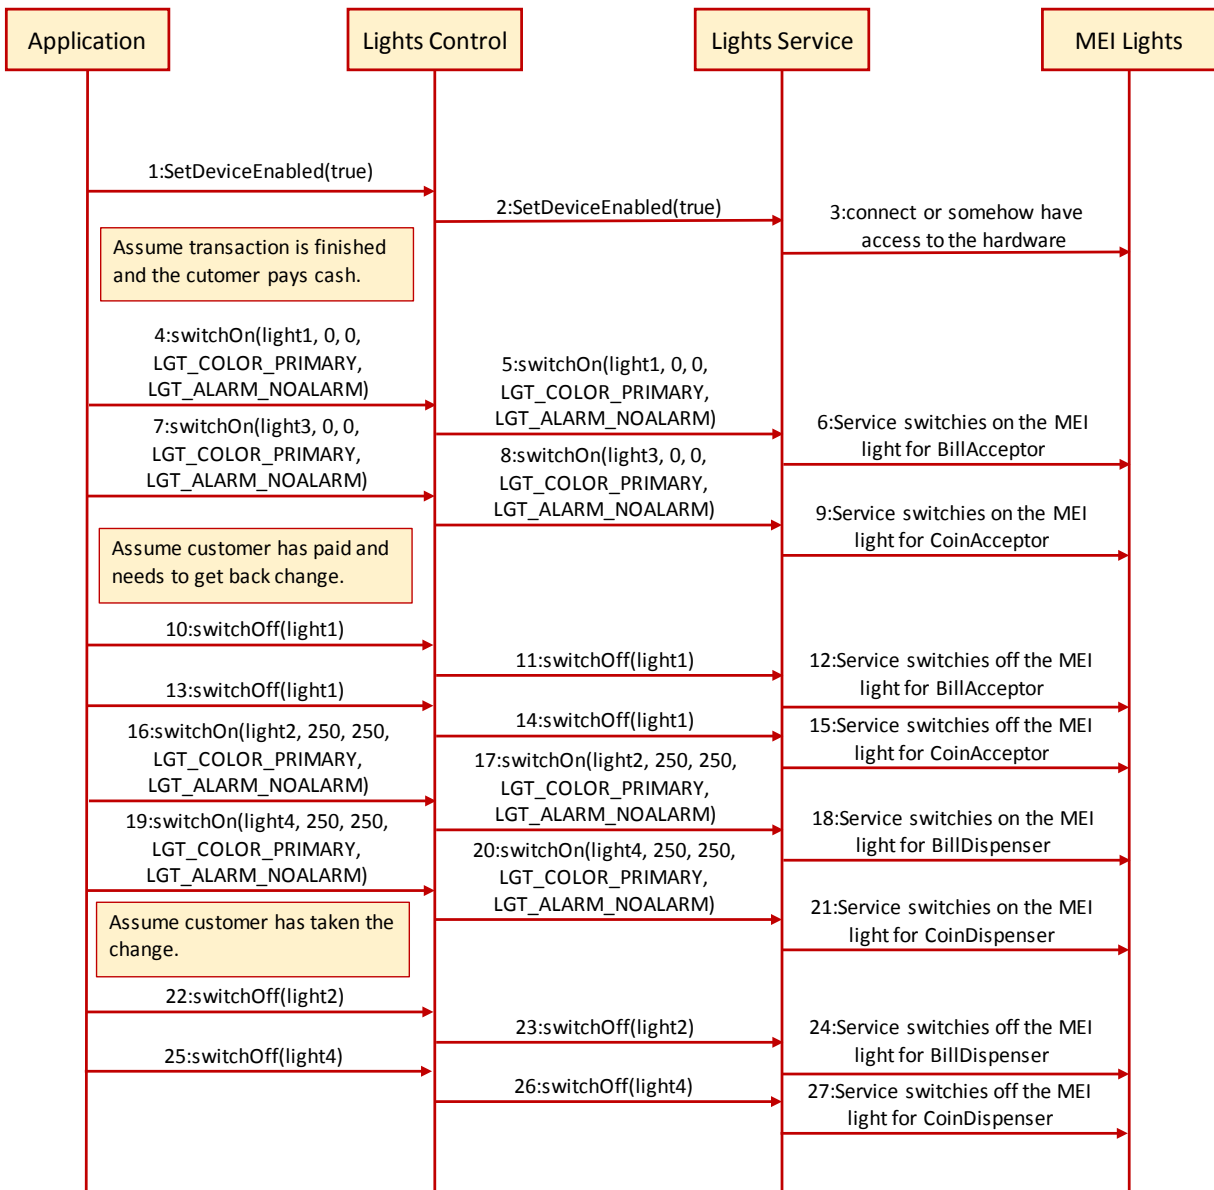 Application
Lights Control
Lights Service
MEI Lights
1:SetDeviceEnabled(true)
2:SetDeviceEnabled(true)
3:connect or somehow have
access to the hardware
Assume transaction is finished
and the cutomer pays cash.
4:switchOn(light1, 0, 0,
LGT_COLOR_PRIMARY,
LGT_ALARM_NOALARM)
5:switchOn(light1, 0, 0,
LGT_COLOR_PRIMARY,
LGT_ALARM_NOALARM)
6:Service switchies on the MEI
light for BillAcceptor
7:switchOn(light3, 0, 0,
LGT_COLOR_PRIMARY,
LGT_ALARM_NOALARM)
8:switchOn(light3, 0, 0,
LGT_COLOR_PRIMARY,
LGT_ALARM_NOALARM)
9:Service switchies on the MEI
light for CoinAcceptor
Assume customer has paid and
needs to get back change.
10:switchOff(light1)
11:switchOff(light1)
12:Service switchies off the MEI
light for BillAcceptor
13:switchOff(light1)
14:switchOff(light1)
15:Service switchies off the MEI
light for CoinAcceptor
16:switchOn(light2, 250, 250,
LGT_COLOR_PRIMARY,
LGT_ALARM_NOALARM)
17:switchOn(light2, 250, 250,
LGT_COLOR_PRIMARY,
LGT_ALARM_NOALARM)
18:Service switchies on the MEI
light for BillDispenser
19:switchOn(light4, 250, 250,
LGT_COLOR_PRIMARY,
LGT_ALARM_NOALARM)
20:switchOn(light4, 250, 250,
LGT_COLOR_PRIMARY,
LGT_ALARM_NOALARM)
21:Service switchies on the MEI
light for CoinDispenser
Assume customer has taken the
change.
22:switchOff(light2)
23:switchOff(light2)
24:Service switchies off the MEI
light for BillDispenser
25:switchOff(light4)
26:switchOff(light4)
27:Service switchies off the MEI
light for CoinDispenser